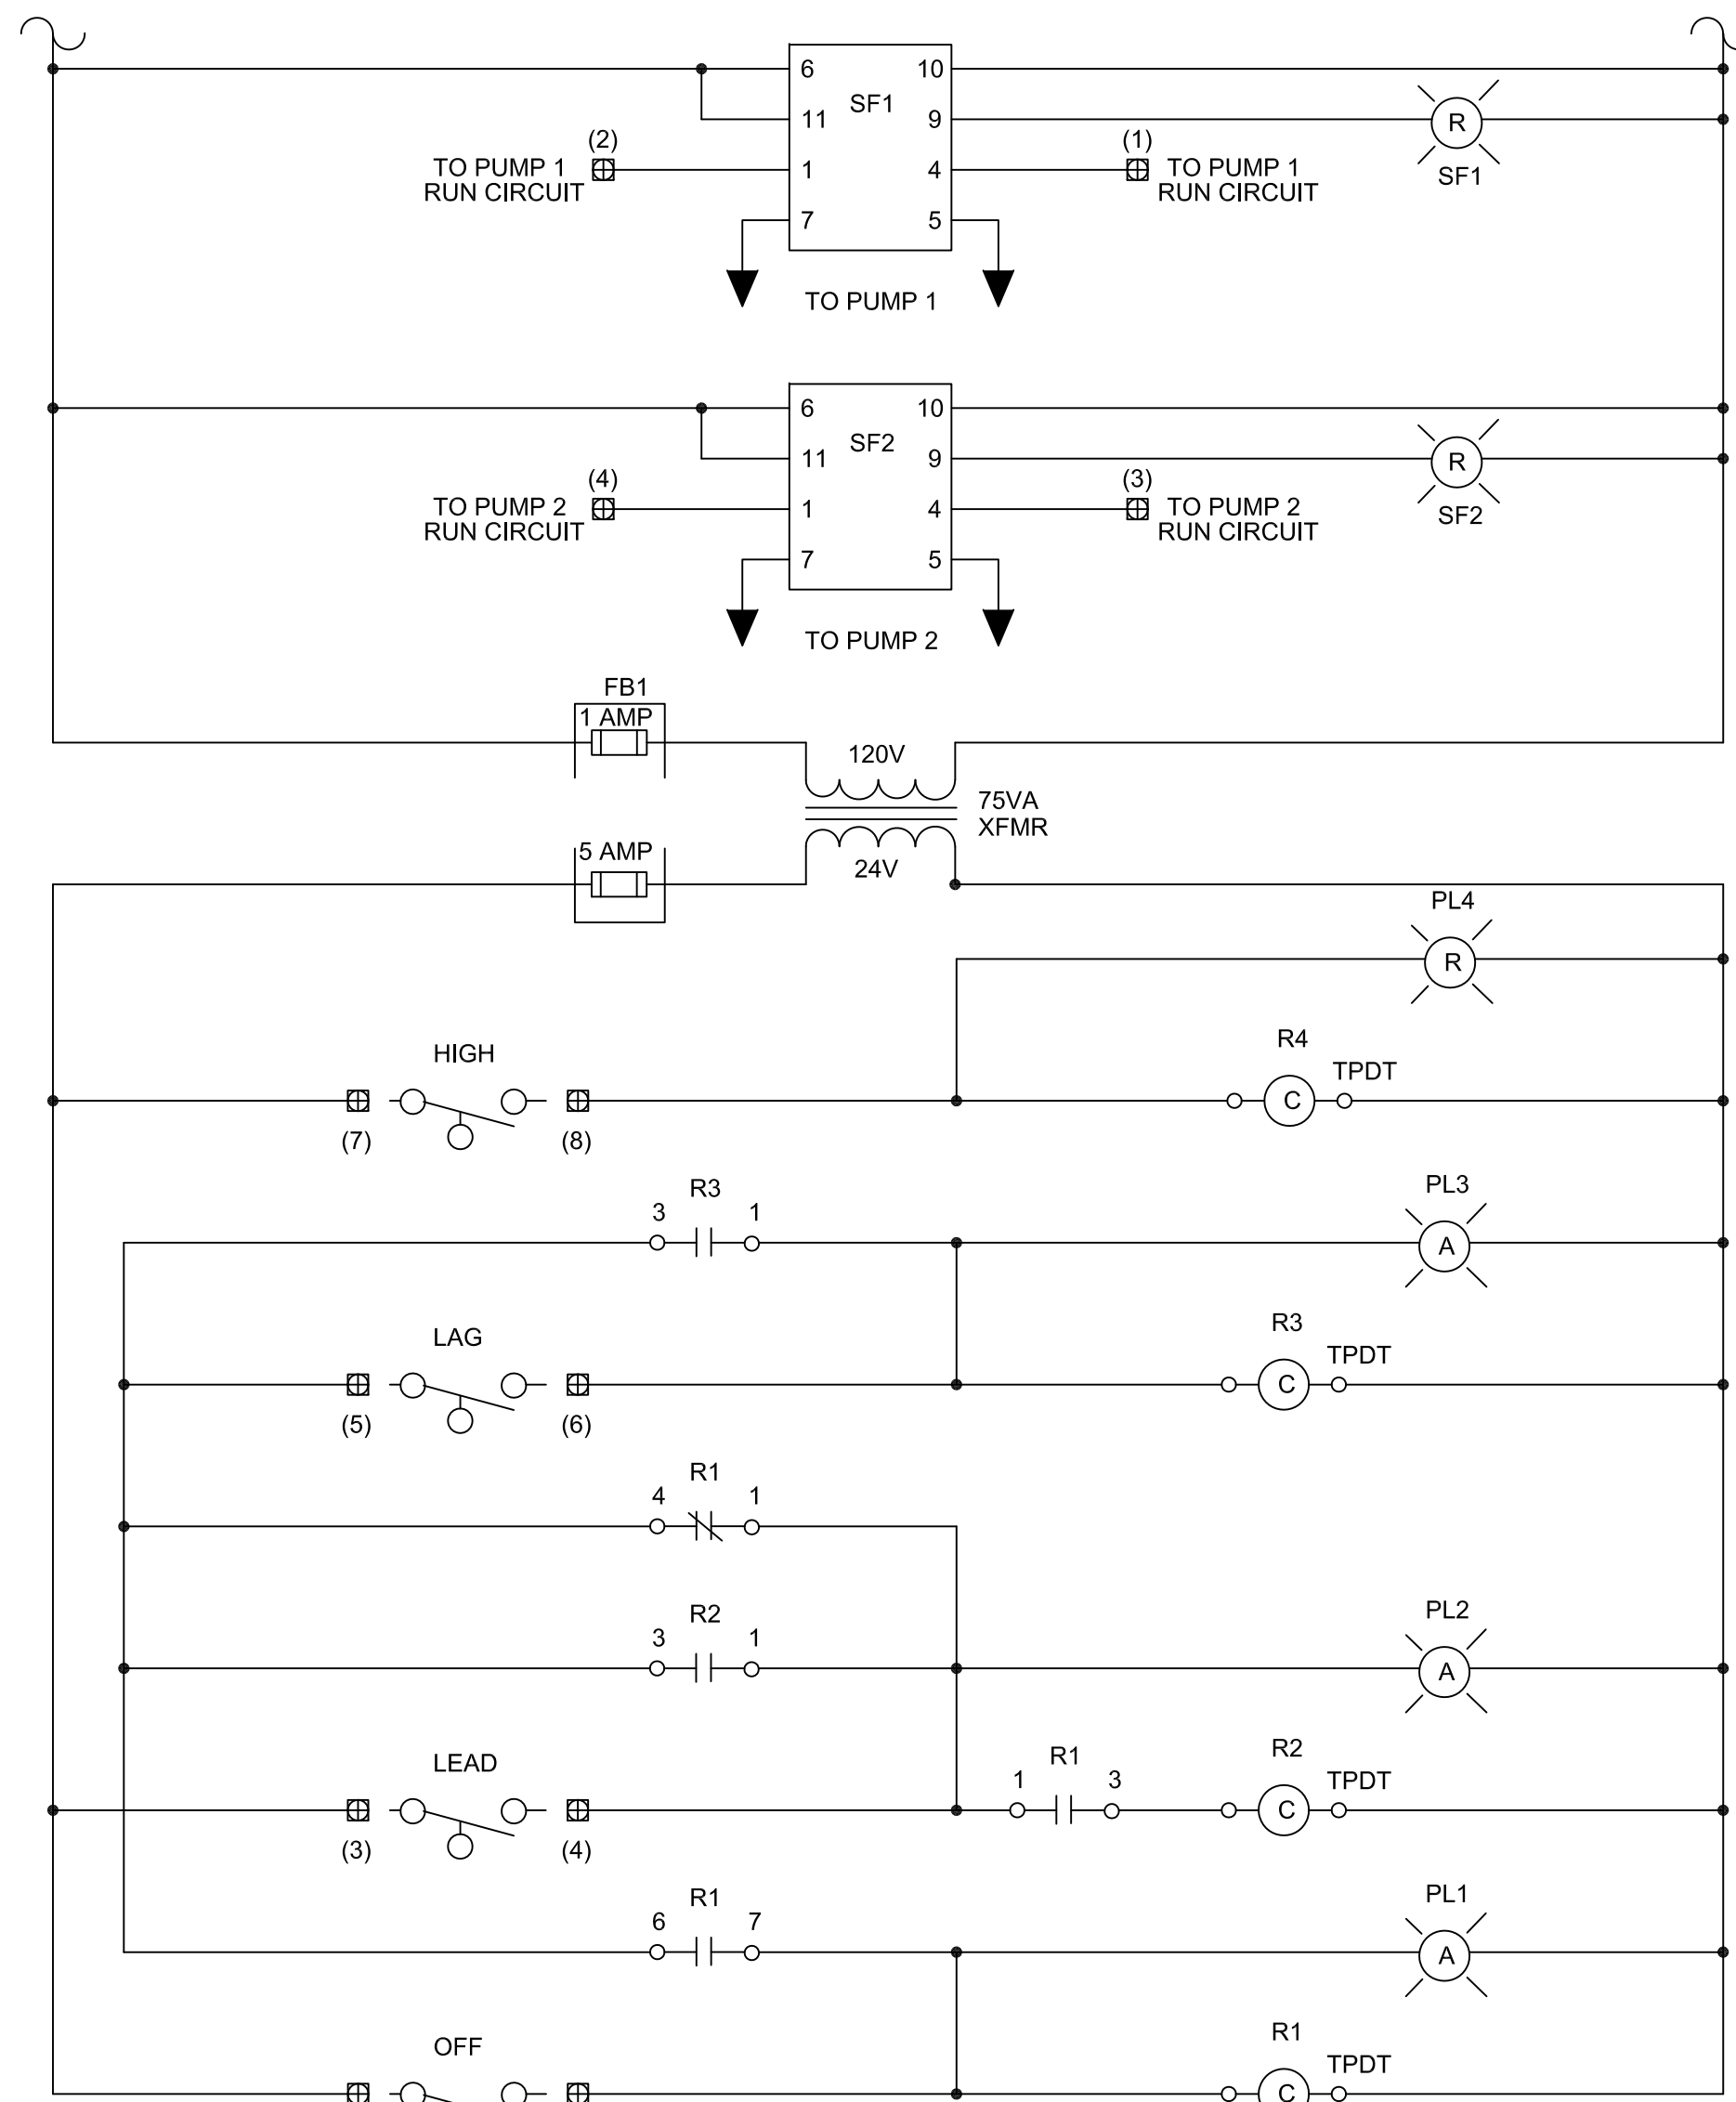 6 10
SF1
11 9
R
(2) (1)
TO PUMP 1 1 4 TO PUMP 1
RUN CIRCUIT RUN CIRCUIT
SF1
7 5
TO PUMP 1
6 10
SF2
11 9
R
(4) (3)
TO PUMP 2 1 4 TO PUMP 2
RUN CIRCUIT RUN CIRCUIT
SF2
7 5
TO PUMP 2
FB1
1 AMP
120V
75VA
XFMR
5 AMP
24V
PL4
R
R4
HIGH
TPDT
C
(7) (8)
R3
PL3
3 1
A
R3
LAG
TPDT
C
(5) (6)
R1
4 1
R2
PL2
3 1
A
R2
LEAD
R1
1 3
TPDT
C
(3) (4)
R1
PL1
6 7
A
R1
OFF
TPDT
C